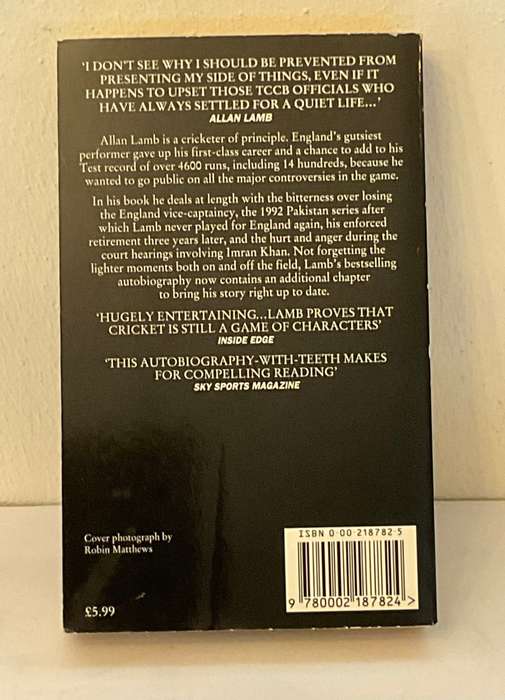 'I DON'T SEE WHY I SHOULD BE PREVENTED FROM
PRESENTING MY SIDE OF THINGS, EVEN IF IT
HAPPENS TO UPSET THOSE TCCB OFFICIALS WHO
HAVE ALWAYS SETTLED FOR A QUIET LIFE...'
ALLAN LAMB
Allan Lamb is a cricketer of principle. England's gutsiest
performer gave up his first-class career and a chance to add to his
Test record of over 4600 runs, including 14 hundreds, because he
wanted to go public on all the major controversies in the game.
In his book he deals at length with the bitterness over losing
the England vice-captaincy, the 1992 Pakistan series after
which Lamb never played for England again, his enforced
retirement three years later, and the hurt and anger during the
court hearings involving Imran Khan. Not forgetting the
lighter moments both on and off the field, Lamb's bestselling
autobiography now contains an additional chapter
to bring his story right up to date.
'HUGELY ENTERTAINING...LAMB PROVES THAT
CRICKET IS STILL A GAME OF CHARACTERS'
INSIDE EDGE
'THIS AUTOBIOGRAPHY-WITH-TEETH MAKES
FOR COMPELLING READING'
SKY SPORTS MAGAZINE
Cover photograph by
Robin Matthews
£5.99
ISBN 0-00-218782-5
9 780002 187824 >